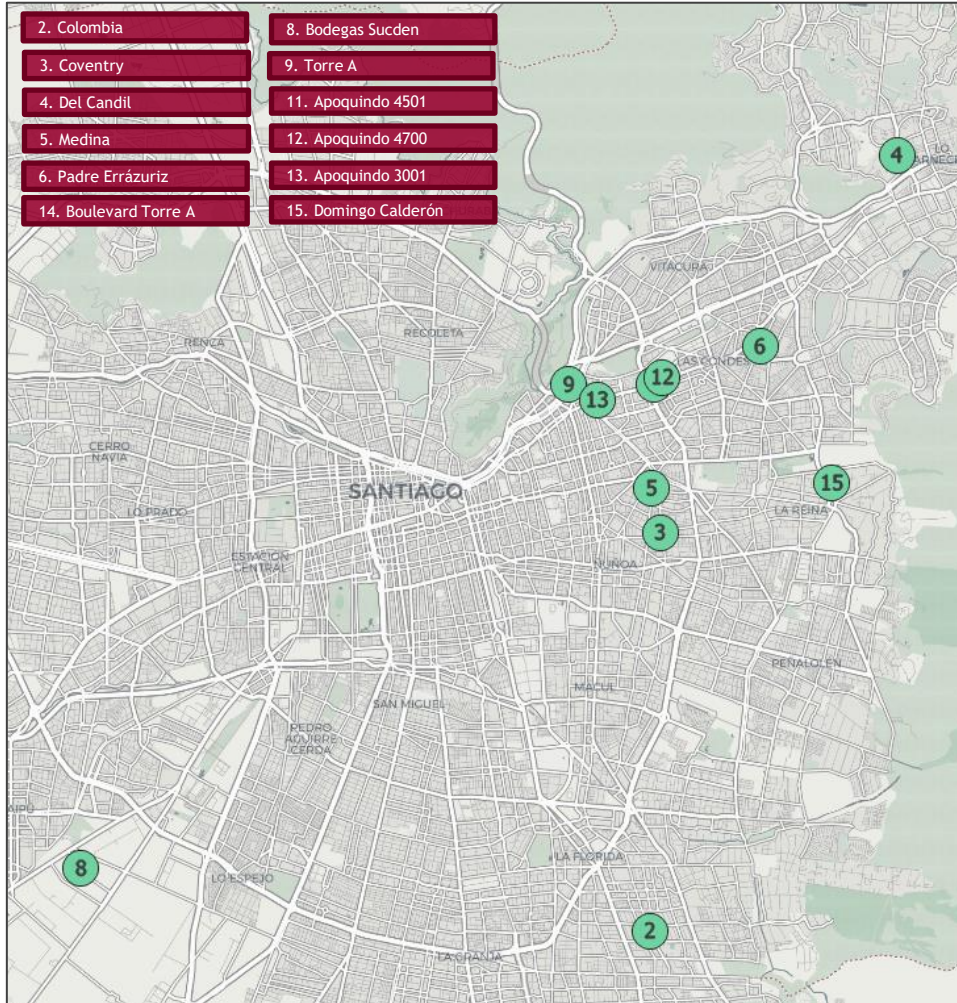 2. Colombia
3. Coventry
4. Del Candil
5. Medina
6. Padre Errázuriz
14. Boulevard Torre A
8. Bodegas Sucden
9. Torre A
11. Apoquindo 4501
12. Apoquindo 4700
13. Apoquindo 3001
15. Domingo Calderón
4
LO
VITACURA
RECOLETA
RENCA
LAS CONDES
6
12
9
13
CERRO
NAVIA
SANTIAGO
5
15
LO PRADO
LA REINA
3
ESTACIÓN
CENTRAL
ÑUÑOA
PEÑALOLÉN
MACUL
SAN MIGUEL
PEDRO
AGUIRRE
CERDA
LA FLORIDA
8
LO ESPEJO
2
LA GRANJA